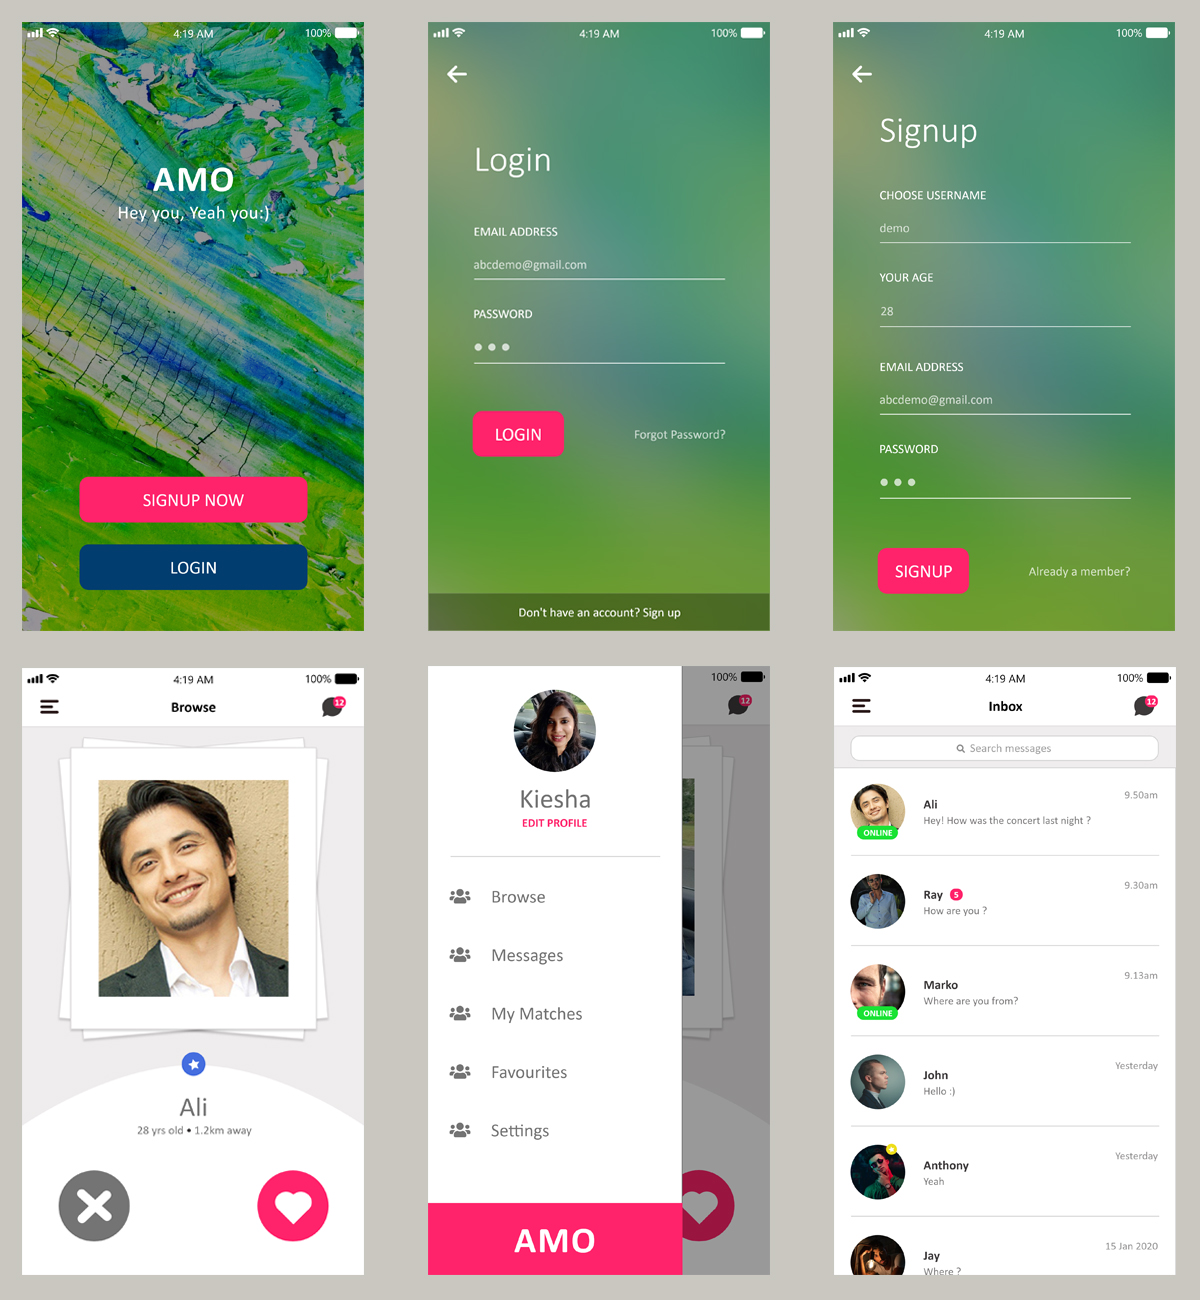 4:19 AM
100%
AMO
Hey you, Yeah you:)
SIGNUP NOW
LOGIN
4:19 AM
100%
Login
EMAIL ADDRESS
abcdemo@gmail.com
PASSWORD
LOGIN
Forgot Password?
Don't have an account? Sign up
4:19 AM
100%
Signup
CHOOSE USERNAME
demo
YOUR AGE
28
EMAIL ADDRESS
abcdemo@gmail.com
PASSWORD
SIGNUP
Already a member?
4:19 AM
100%
Browse
12
Ali
28 yrs old • 1.2km away
100%
12
Kiesha
EDIT PROFILE
Browse
Messages
My Matches
Favourites
Settings
AMO
4:19 AM
100%
Inbox
12
Search messages
Ali
9.50am
Hey! How was the concert last night ?
ONLINE
Ray
5
9.30am
How are you ?
Marko
9.13am
Where are you from?
ONLINE
John
Yesterday
Hello :)
Anthony
Yesterday
Yeah
Jay
15 Jan 2020
Where ?